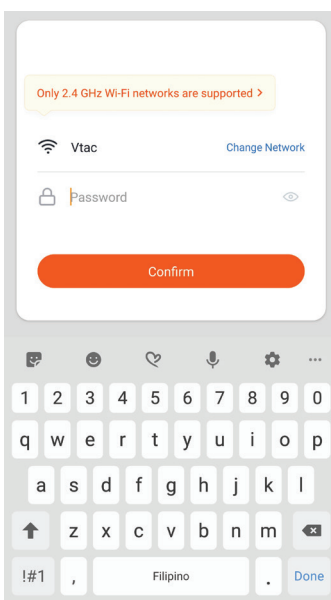 Only 2.4 GHz Wi-Fi networks are supported >
Vtac Change Network
Password
Confirm
1 2 3 4 5 6 7 8 9 0
q w e r t y u i o p
a s d f g h j k l
z x c v b n m
!#1 , Filipino . Done